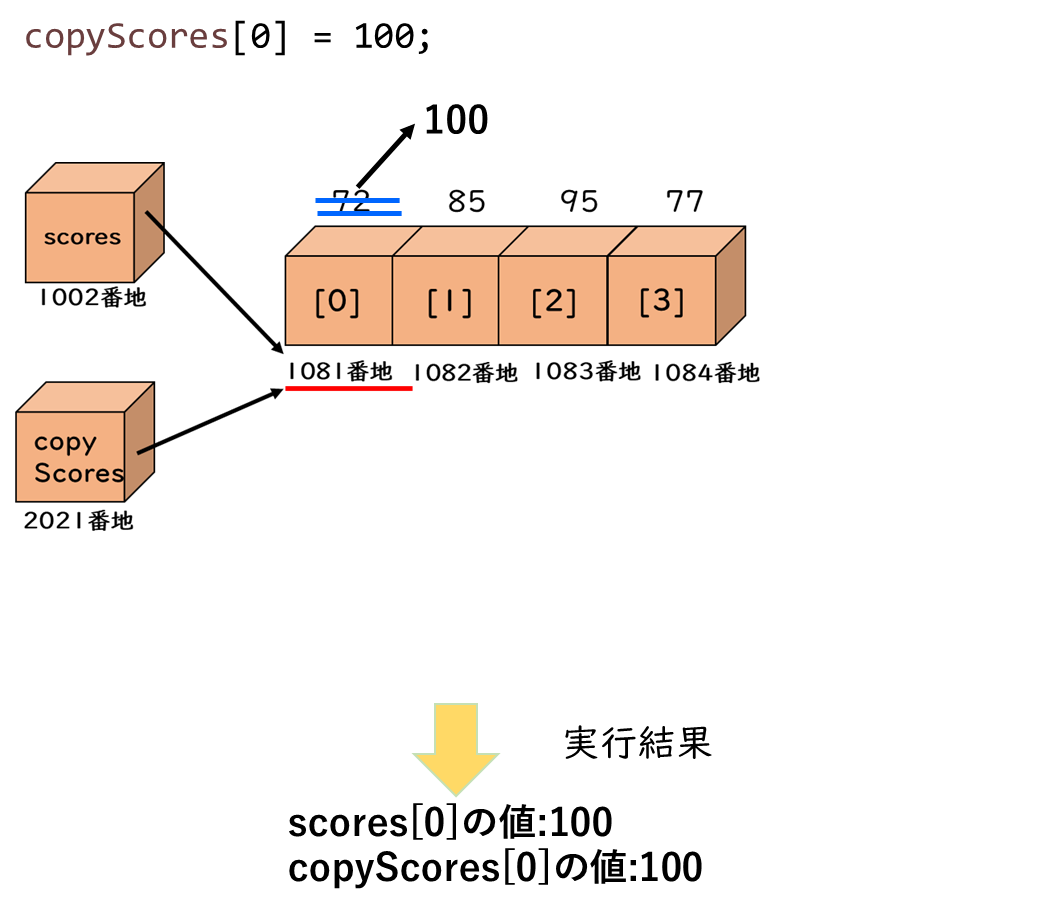 copyScores[0] = 100;
100
72 85 95 77
scores
[0] [1] [2] [3]
1002番地
1081番地 1082番地 1083番地 1084番地
copy
Scores
2021番地
実行結果
scores[0]の値:100
copyScores[0]の値:100